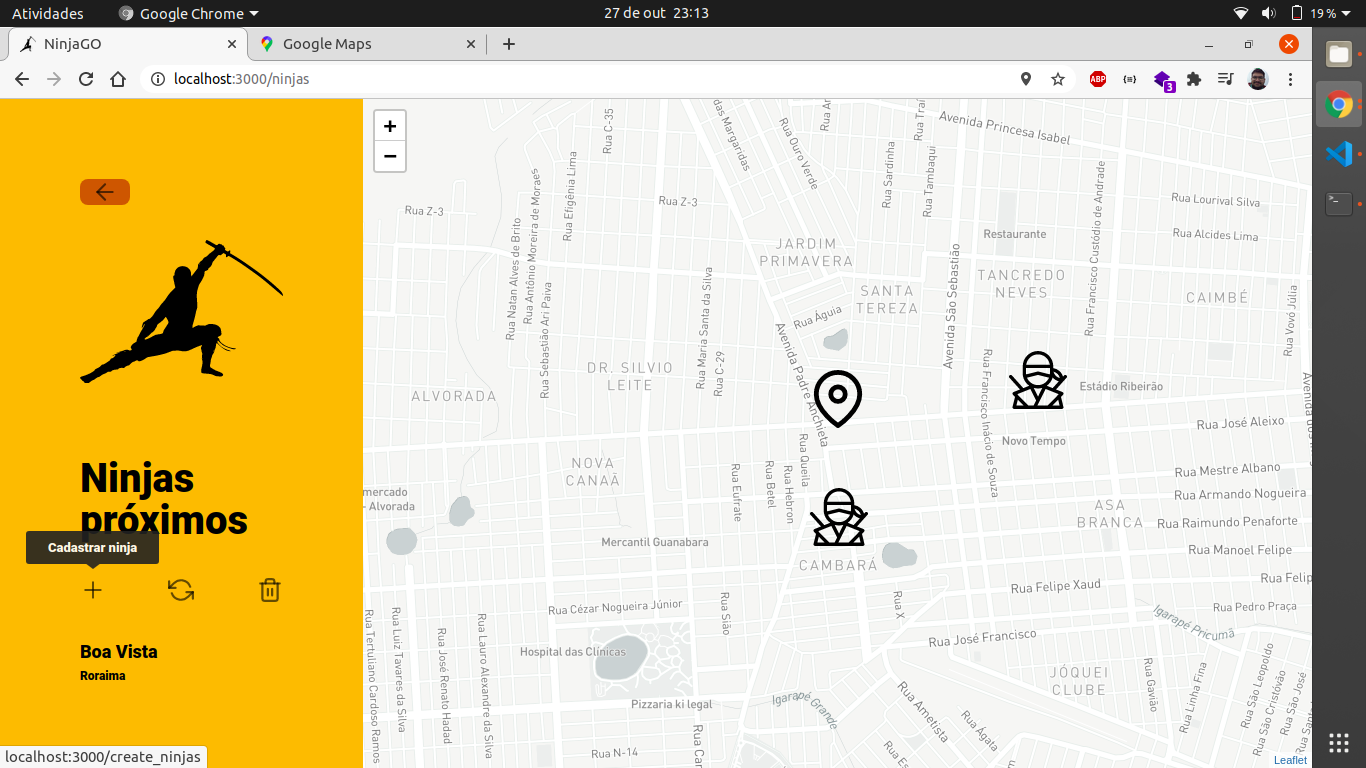 Atividades
Google Chrome
27 de out 23:13
19 %
NinjaGO
Google Maps
localhost:3000/ninjas
ABP
3
+
−
Ninjas
próximos
Cadastrar ninja
Boa Vista
Roraima
localhost:3000/create_ninjas
Rua C-35
das Margaridas
Rua Ouro Verde
Avenida Princesa Isabel
Rua Efigênia Lima
Rua Sardinha
Rua Tambaqui
Rua Z-3
Rua Z-3
Rua Lourival Silva
Rua Natan Alves de Brito
Rua Antônio Moreira de Moraes
Rua Sebastião Ari Paiva
JARDIM
PRIMAVERA
Restaurante
Rua Alcides Lima
Rua Francisco Custódio de Andrade
TANCREDO
NEVES
SANTA
TEREZA
CAIMBÉ
Rua Águia
Avenida São Sebastião
Rua Vovó Júlia
Rua Maria Santa da Silva
Rua C-29
Avenida Padre Anchieta
DR. SILVIO
LEITE
ALVORADA
Estádio Ribeirão
Rua Francisco Inácio de Souza
Rua José Aleixo
Novo Tempo
NOVA
CANAÃ
Rua Queila
Rua Eufrate
Rua Betel
Rua Hebron
Rua Mestre Albano
mercado
- Alvorada
Rua Armando Nogueira
ASA
BRANCA
Rua Raimundo Penaforte
Mercantil Guanabara
Rua Manoel Felipe
CAMBARÁ
Rua Felipe Xaud
Rua Felip
Rua Cézar Nogueira Júnior
Rua Sião
Rua X
Rua Pedro Praça
Igarapé Pricumã
Rua Tertuliano Cardoso Ramos
Rua Luiz Tavares da Silva
Rua José Renato Hadad
Rua Lauro Alexandre da Silva
Rua José Francisco
Hospital das Clínicas
JÓQUEI
CLUBE
Rua Gavião
Rua Linha Fina
Rua São Leopoldo
Rua São Cristóvão
Rua São José
Pizzaria ki legal
Igarapé Grande
Rua Ametista
Rua Ágata
Rua N-14
Leaflet